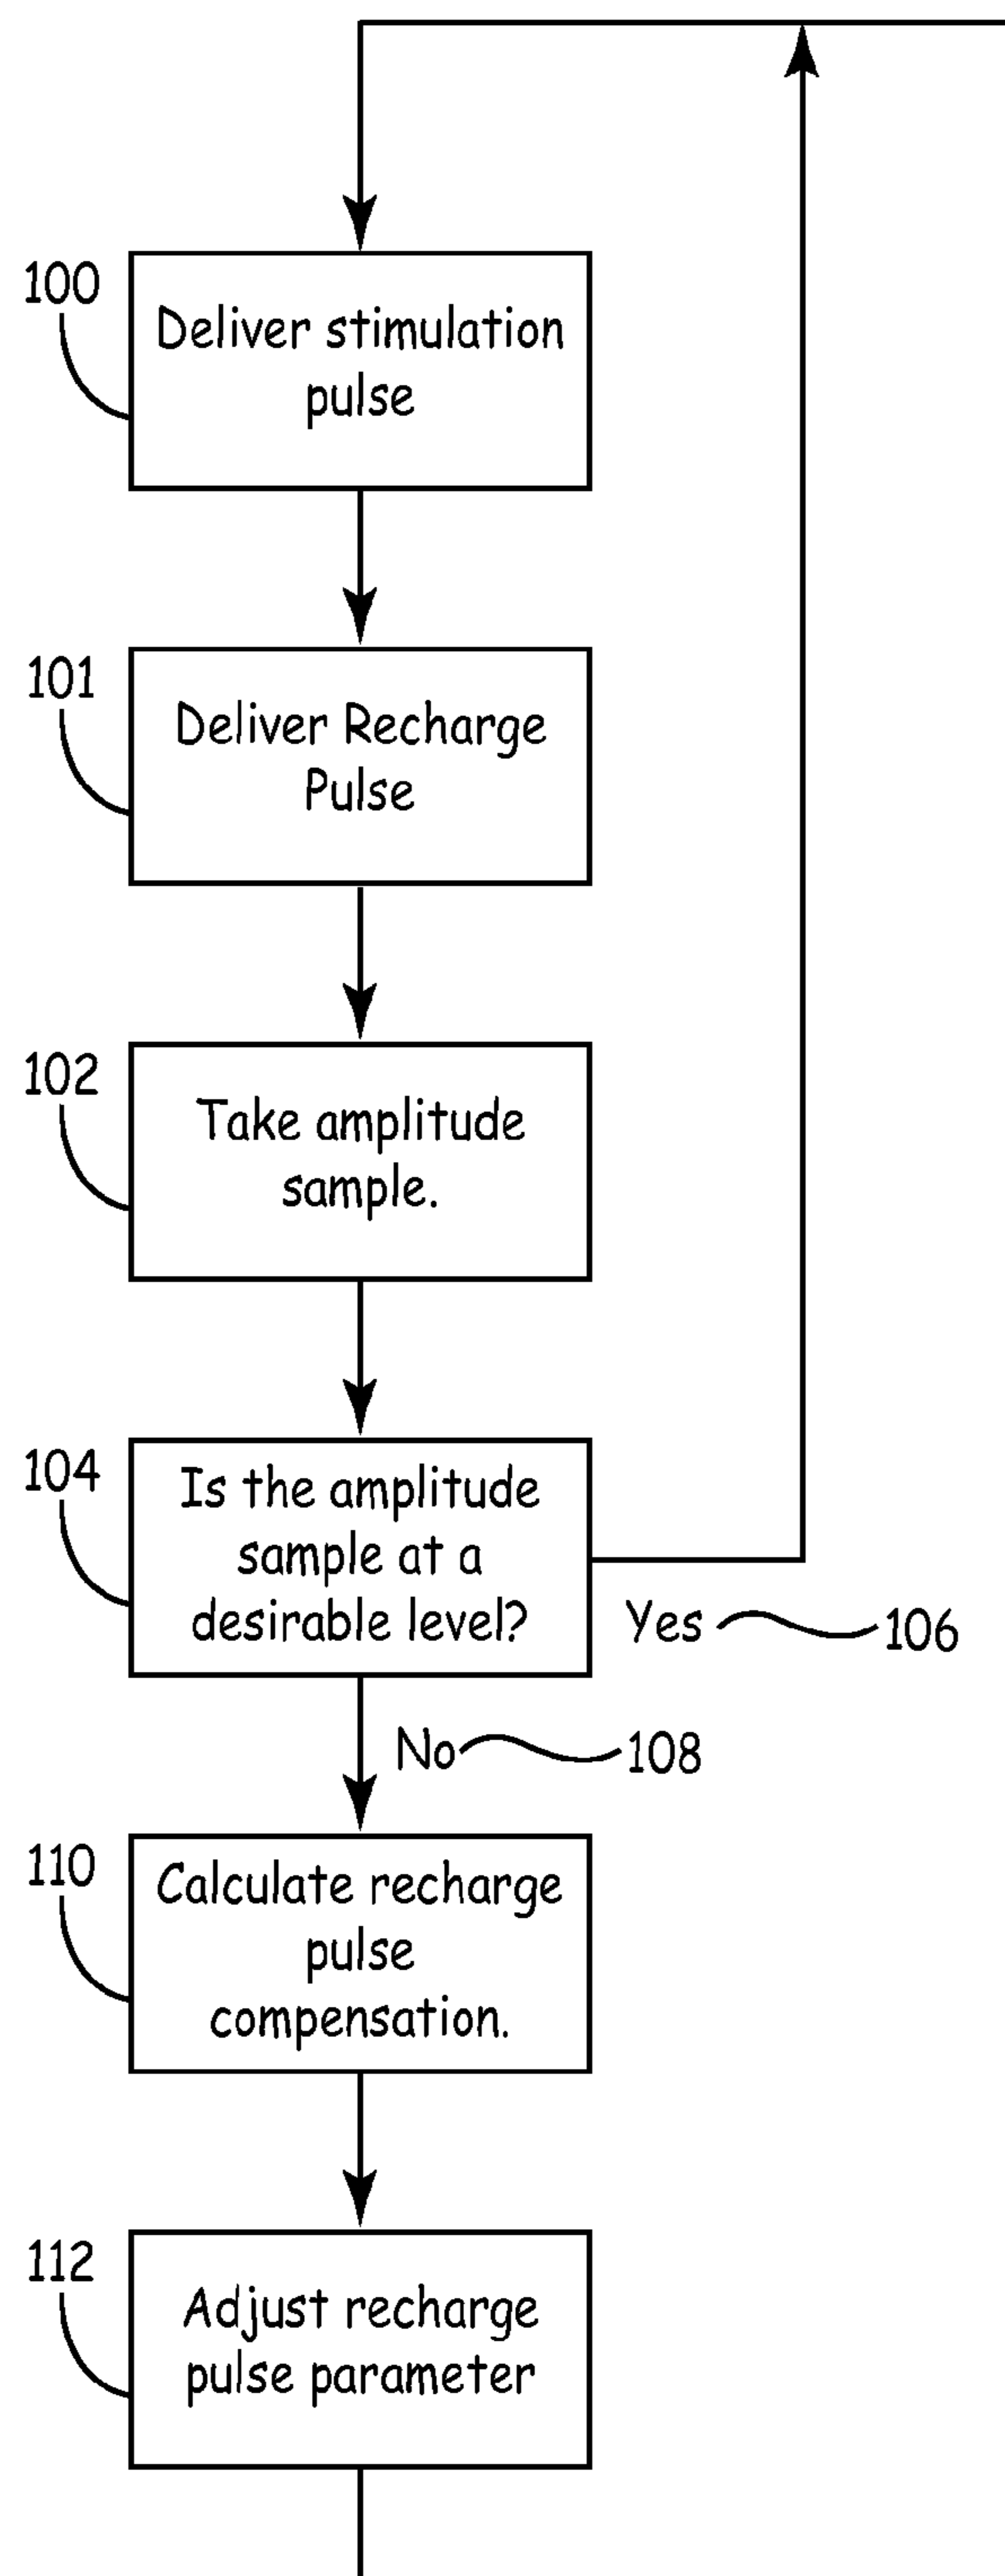 100
Deliver stimulation
pulse
101
Deliver Recharge
Pulse
102
Take amplitude
sample.
104
Is the amplitude
sample at a
desirable level?
Yes 106
No 108
110
Calculate recharge
pulse
compensation.
112
Adjust recharge
pulse parameter